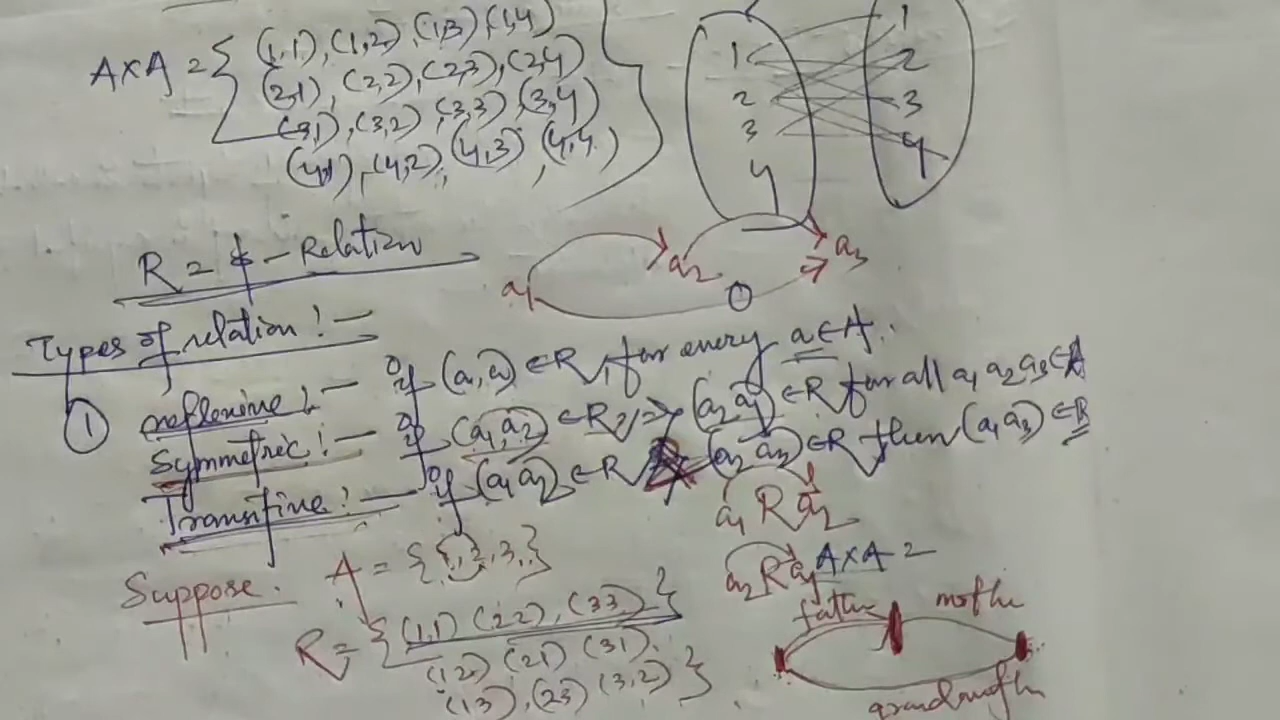 A×A = { (1,1), (1,2), (1,3) (1,4)
(2,1), (2,2), (2,3), (2,4)
(3,1), (3,2), (3,3), (3,4)
(4,1), (4,2), (4,3), (4,4) }
1 1
2 2
3 3
4 4
R = ϕ - Relation
a1 a2 a3
Types of relation! -
① reflexive! - If (a, a) ∈ R, for every a ∈ A.
Symmetric! - If (a1, a2) ∈ R, ⇒ (a2 a1) ∈ R for all a1 a2 a3 ∈ A
Transitive! - If (a1 a2) ∈ R (a2 a3) ∈ R then (a1 a3) ∈ R
a1 R a2
Suppose. A = {1, 2, 3,}
a2 R a1 A×A =
father mother
R = { (1,1) (2 2), (3 3) }
(1 2) (2 1) (3 1).
(1 3), (2 3) (3, 2) }
grandmother